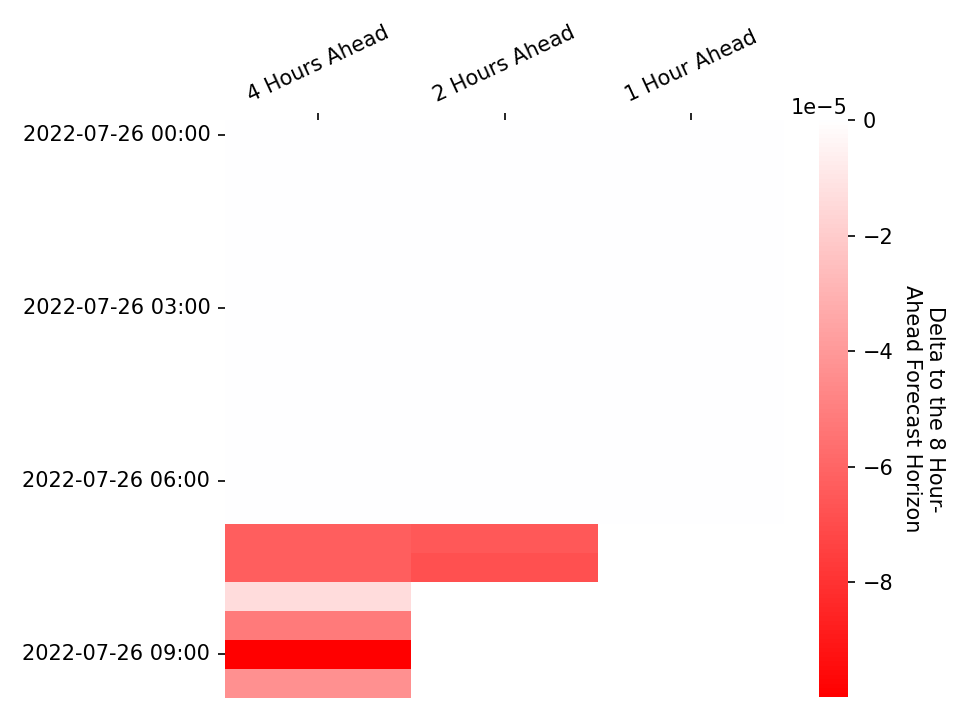 4 Hours Ahead
2 Hours Ahead
1 Hour Ahead
2022-07-26 00:00
2022-07-26 03:00
2022-07-26 06:00
2022-07-26 09:00
1e−5
0
−2
−4
−6
−8
Delta to the 8 Hour-
Ahead Forecast Horizon